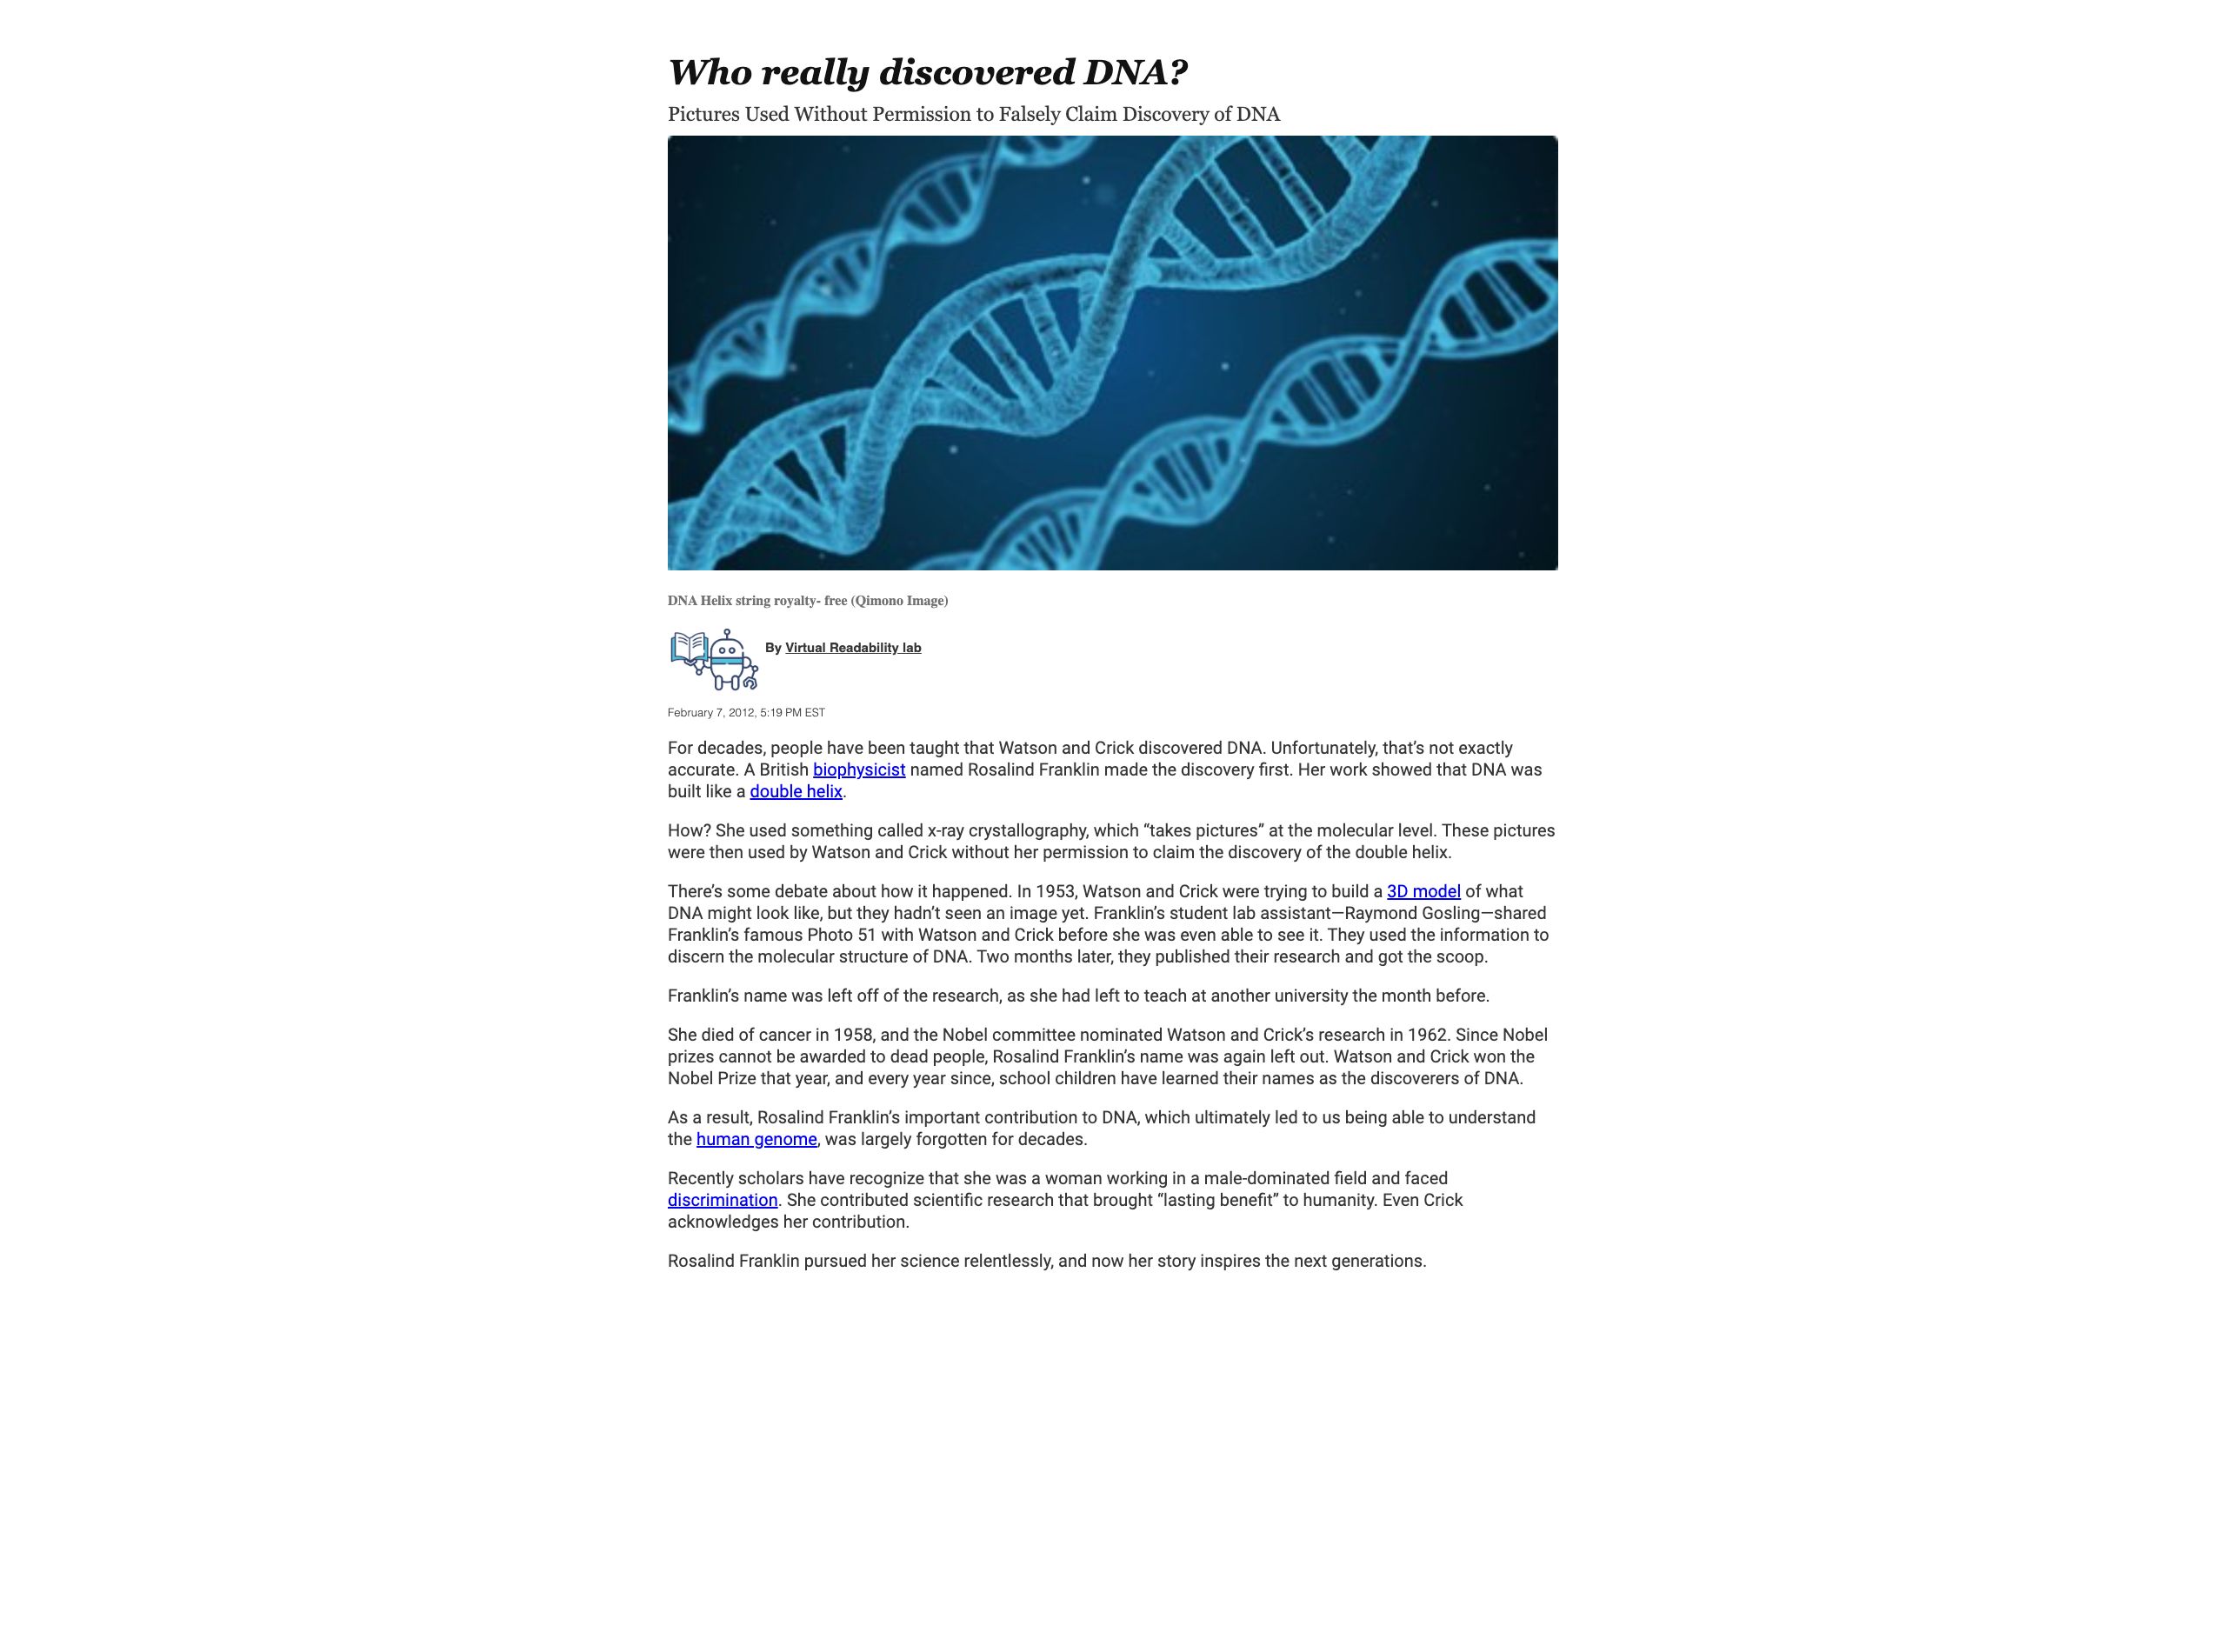 Who really discovered DNA?
Pictures Used Without Permission to Falsely Claim Discovery of DNA
DNA Helix string royalty- free (Qimono Image)
By Virtual Readability lab
February 7, 2012, 5:19 PM EST
For decades, people have been taught that Watson and Crick discovered DNA. Unfortunately, that’s not exactly
accurate. A British biophysicist named Rosalind Franklin made the discovery first. Her work showed that DNA was
built like a double helix.
How? She used something called x-ray crystallography, which “takes pictures” at the molecular level. These pictures
were then used by Watson and Crick without her permission to claim the discovery of the double helix.
There’s some debate about how it happened. In 1953, Watson and Crick were trying to build a 3D model of what
DNA might look like, but they hadn’t seen an image yet. Franklin’s student lab assistant—Raymond Gosling—shared
Franklin’s famous Photo 51 with Watson and Crick before she was even able to see it. They used the information to
discern the molecular structure of DNA. Two months later, they published their research and got the scoop.
Franklin’s name was left off of the research, as she had left to teach at another university the month before.
She died of cancer in 1958, and the Nobel committee nominated Watson and Crick’s research in 1962. Since Nobel
prizes cannot be awarded to dead people, Rosalind Franklin’s name was again left out. Watson and Crick won the
Nobel Prize that year, and every year since, school children have learned their names as the discoverers of DNA.
As a result, Rosalind Franklin’s important contribution to DNA, which ultimately led to us being able to understand
the human genome, was largely forgotten for decades.
Recently scholars have recognize that she was a woman working in a male-dominated field and faced
discrimination. She contributed scientific research that brought “lasting benefit” to humanity. Even Crick
acknowledges her contribution.
Rosalind Franklin pursued her science relentlessly, and now her story inspires the next generations.